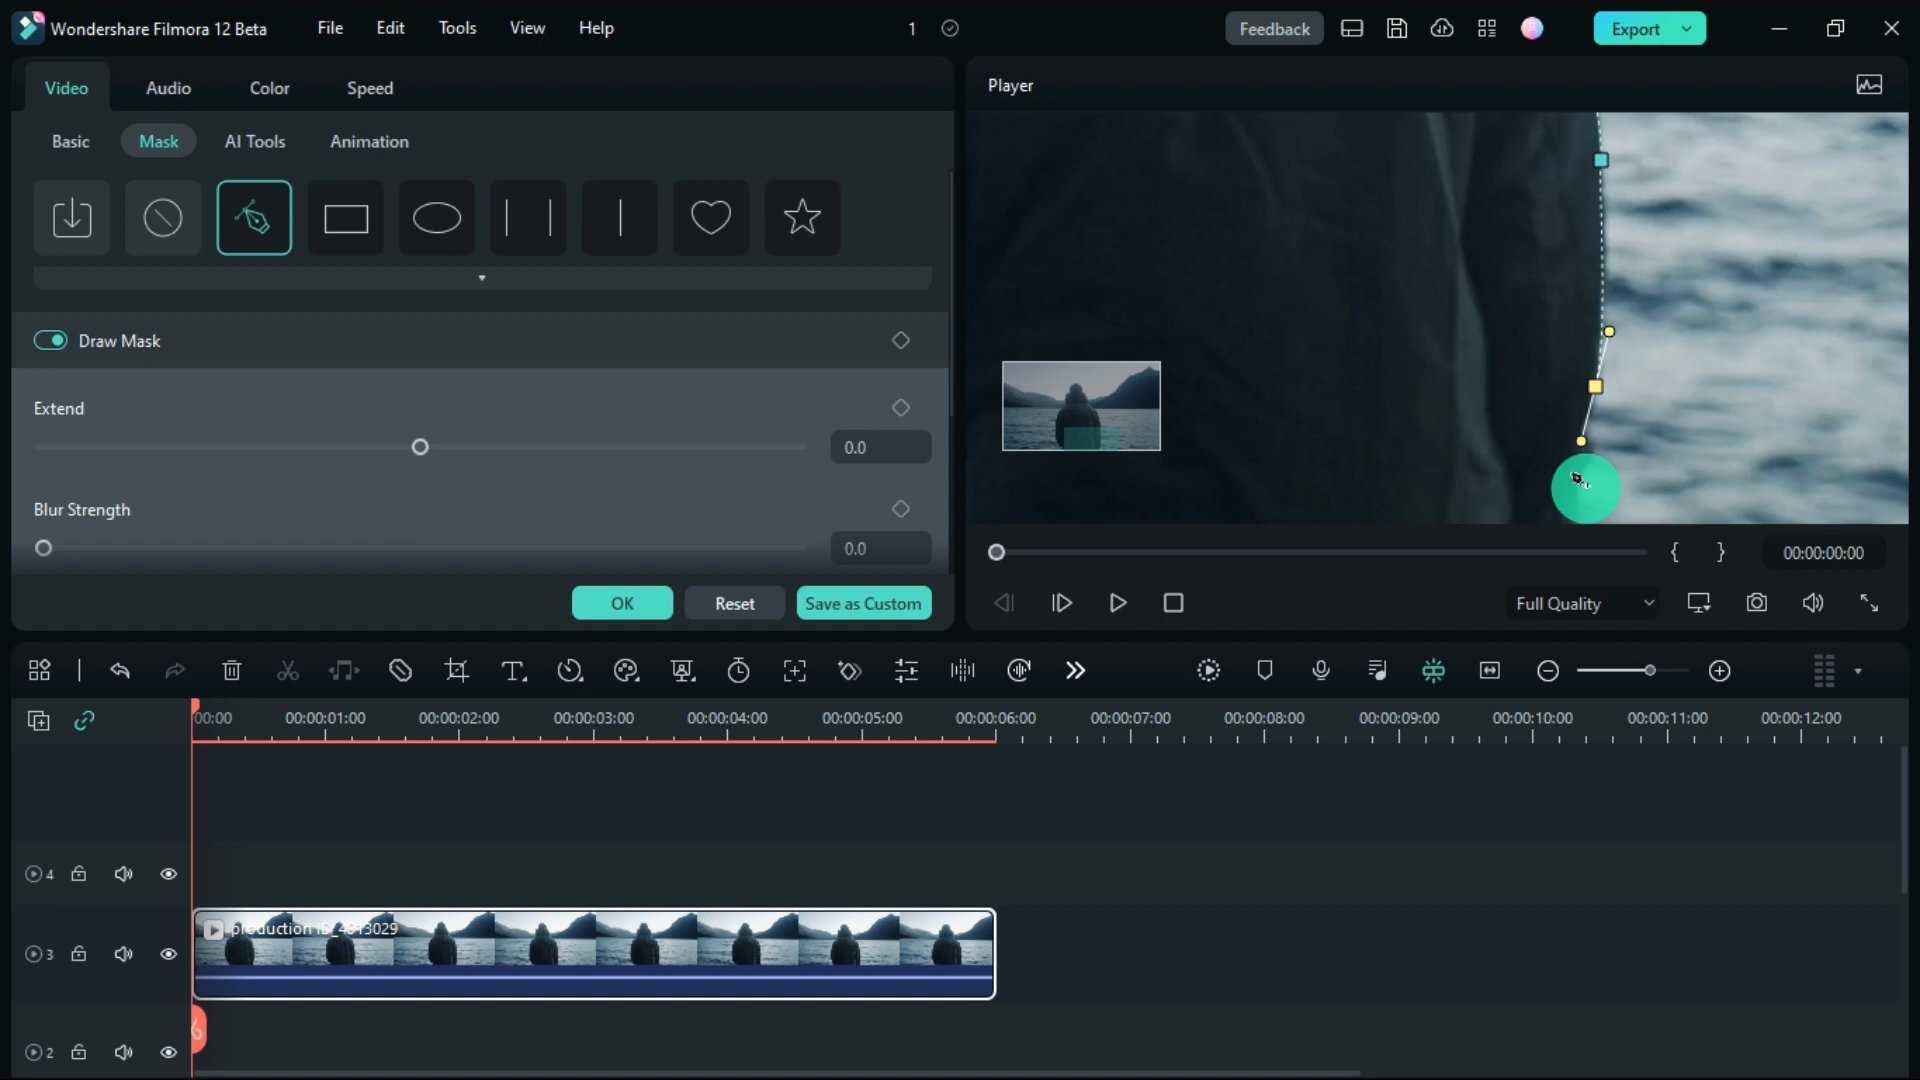 Wondershare Filmora 12 Beta File Edit Tools View Help 1 Feedback Export
Video Audio Color Speed
Player
Basic Mask AI Tools Animation
Draw Mask
Extend
0.0
Blur Strength
0.0
{ } 00:00:00:00
OK Reset Save as Custom
Full Quality
00:00 00:00:01:00 00:00:02:00 00:00:03:00 00:00:04:00 00:00:05:00 00:00:06:00 00:00:07:00 00:00:08:00 00:00:09:00 00:00:10:00 00:00:11:00 00:00:12:00
4
production ID_4813029
3
2